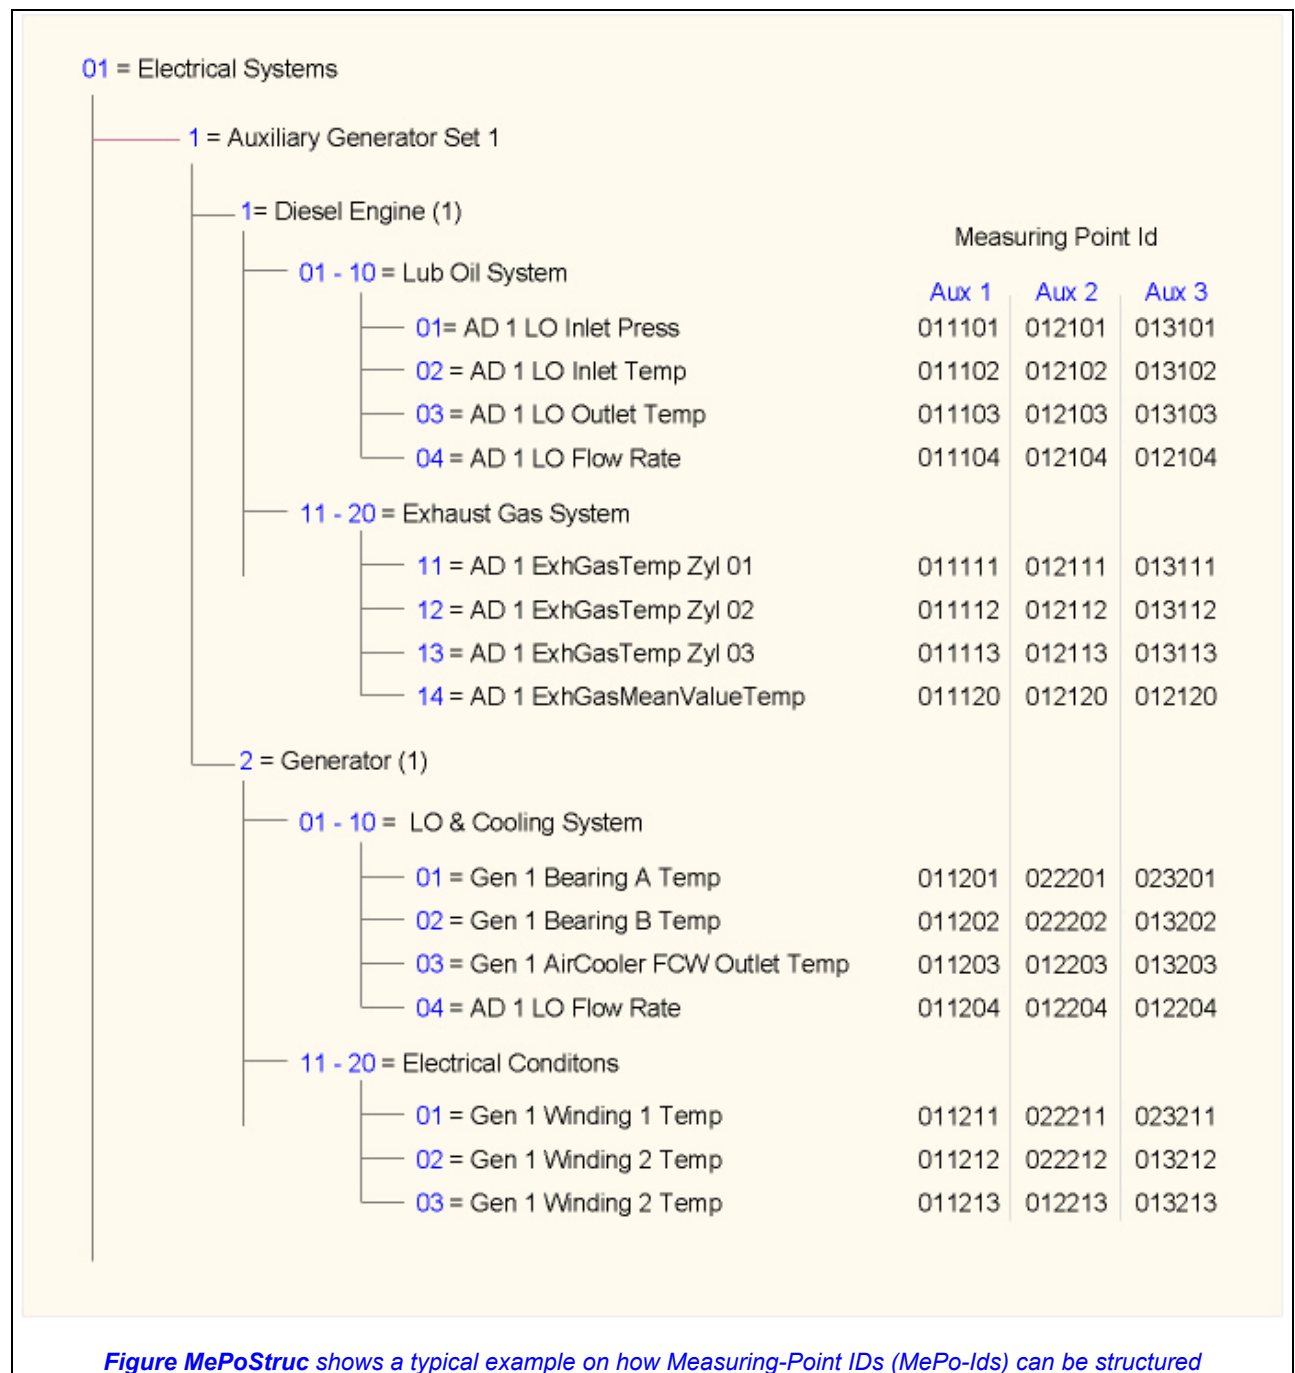 01 = Electrical Systems
1 = Auxiliary Generator Set 1
1= Diesel Engine (1)
Measuring Point Id
01 - 10 = Lub Oil System
Aux 1 Aux 2 Aux 3
01= AD 1 LO Inlet Press 011101 012101 013101
02 = AD 1 LO Inlet Temp 011102 012102 013102
03 = AD 1 LO Outlet Temp 011103 012103 013103
04 = AD 1 LO Flow Rate 011104 012104 012104
11 - 20 = Exhaust Gas System
11 = AD 1 ExhGasTemp Zyl 01 011111 012111 013111
12 = AD 1 ExhGasTemp Zyl 02 011112 012112 013112
13 = AD 1 ExhGasTemp Zyl 03 011113 012113 013113
14 = AD 1 ExhGasMeanValueTemp 011120 012120 012120
2 = Generator (1)
01 - 10 = LO & Cooling System
01 = Gen 1 Bearing A Temp 011201 022201 023201
02 = Gen 1 Bearing B Temp 011202 022202 013202
03 = Gen 1 AirCooler FCW Outlet Temp 011203 012203 013203
04 = AD 1 LO Flow Rate 011204 012204 012204
11 - 20 = Electrical Conditons
01 = Gen 1 Winding 1 Temp 011211 022211 023211
02 = Gen 1 Winding 2 Temp 011212 022212 013212
03 = Gen 1 Winding 2 Temp 011213 012213 013213
Figure MePoStruc shows a typical example on how Measuring-Point IDs (MePo-Ids) can be structured